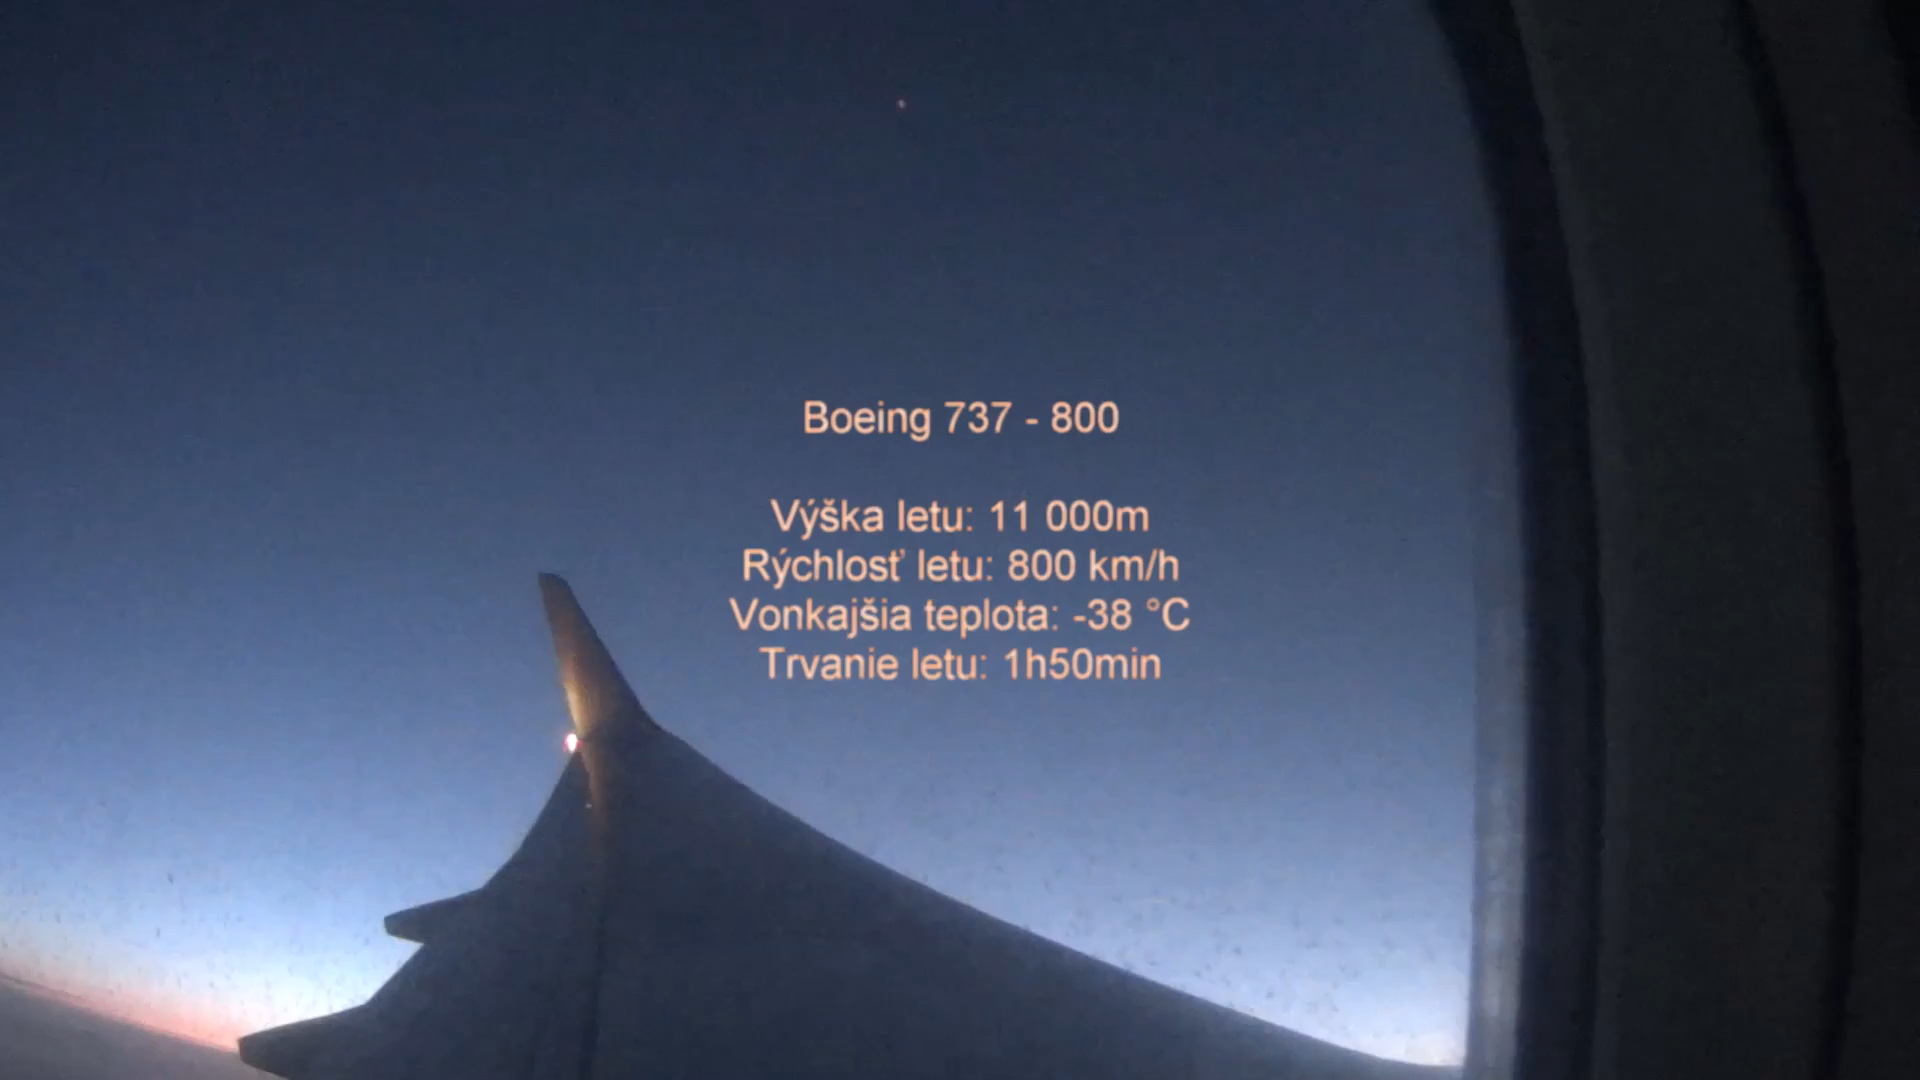 Boeing 737 - 800
Výška letu: 11 000m
Rýchlosť letu: 800 km/h
Vonkajšia teplota: -38 °C
Trvanie letu: 1h50min